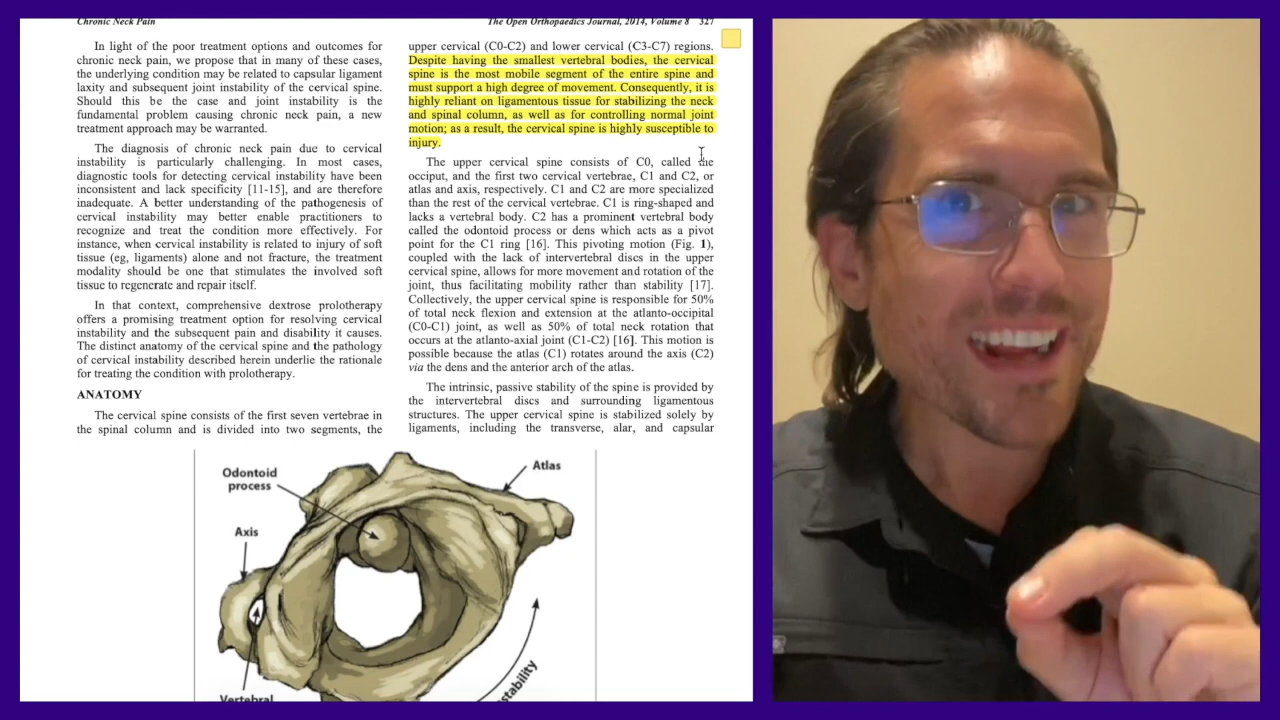 Chronic Neck Pain
The Open Orthopaedics Journal, 2014, Volume 8 327
In light of the poor treatment options and outcomes for
chronic neck pain, we propose that in many of these cases,
the underlying condition may be related to capsular ligament
laxity and subsequent joint instability of the cervical spine.
Should this be the case and joint instability is the
fundamental problem causing chronic neck pain, a new
treatment approach may be warranted.
The diagnosis of chronic neck pain due to cervical
instability is particularly challenging. In most cases,
diagnostic tools for detecting cervical instability have been
inconsistent and lack specificity [11-15], and are therefore
inadequate. A better understanding of the pathogenesis of
cervical instability may better enable practitioners to
recognize and treat the condition more effectively. For
instance, when cervical instability is related to injury of soft
tissue (eg, ligaments) alone and not fracture, the treatment
modality should be one that stimulates the involved soft
tissue to regenerate and repair itself.
In that context, comprehensive dextrose prolotherapy
offers a promising treatment option for resolving cervical
instability and the subsequent pain and disability it causes.
The distinct anatomy of the cervical spine and the pathology
of cervical instability described herein underlie the rationale
for treating the condition with prolotherapy.
ANATOMY
The cervical spine consists of the first seven vertebrae in
the spinal column and is divided into two segments, the
upper cervical (C0-C2) and lower cervical (C3-C7) regions.
Despite having the smallest vertebral bodies, the cervical
spine is the most mobile segment of the entire spine and
must support a high degree of movement. Consequently, it is
highly reliant on ligamentous tissue for stabilizing the neck
and spinal column, as well as for controlling normal joint
motion; as a result, the cervical spine is highly susceptible to
injury.
The upper cervical spine consists of C0, called the
occiput, and the first two cervical vertebrae, C1 and C2, or
atlas and axis, respectively. C1 and C2 are more specialized
than the rest of the cervical vertebrae. C1 is ring-shaped and
lacks a vertebral body. C2 has a prominent vertebral body
called the odontoid process or dens which acts as a pivot
point for the C1 ring [16]. This pivoting motion (Fig. 1),
coupled with the lack of intervertebral discs in the upper
cervical spine, allows for more movement and rotation of the
joint, thus facilitating mobility rather than stability [17].
Collectively, the upper cervical spine is responsible for 50%
of total neck flexion and extension at the atlanto-occipital
(C0-C1) joint, as well as 50% of total neck rotation that
occurs at the atlanto-axial joint (C1-C2) [16]. This motion is
possible because the atlas (C1) rotates around the axis (C2)
via the dens and the anterior arch of the atlas.
The intrinsic, passive stability of the spine is provided by
the intervertebral discs and surrounding ligamentous
structures. The upper cervical spine is stabilized solely by
ligaments, including the transverse, alar, and capsular
Odontoid
process
Atlas
Axis
Vertebral